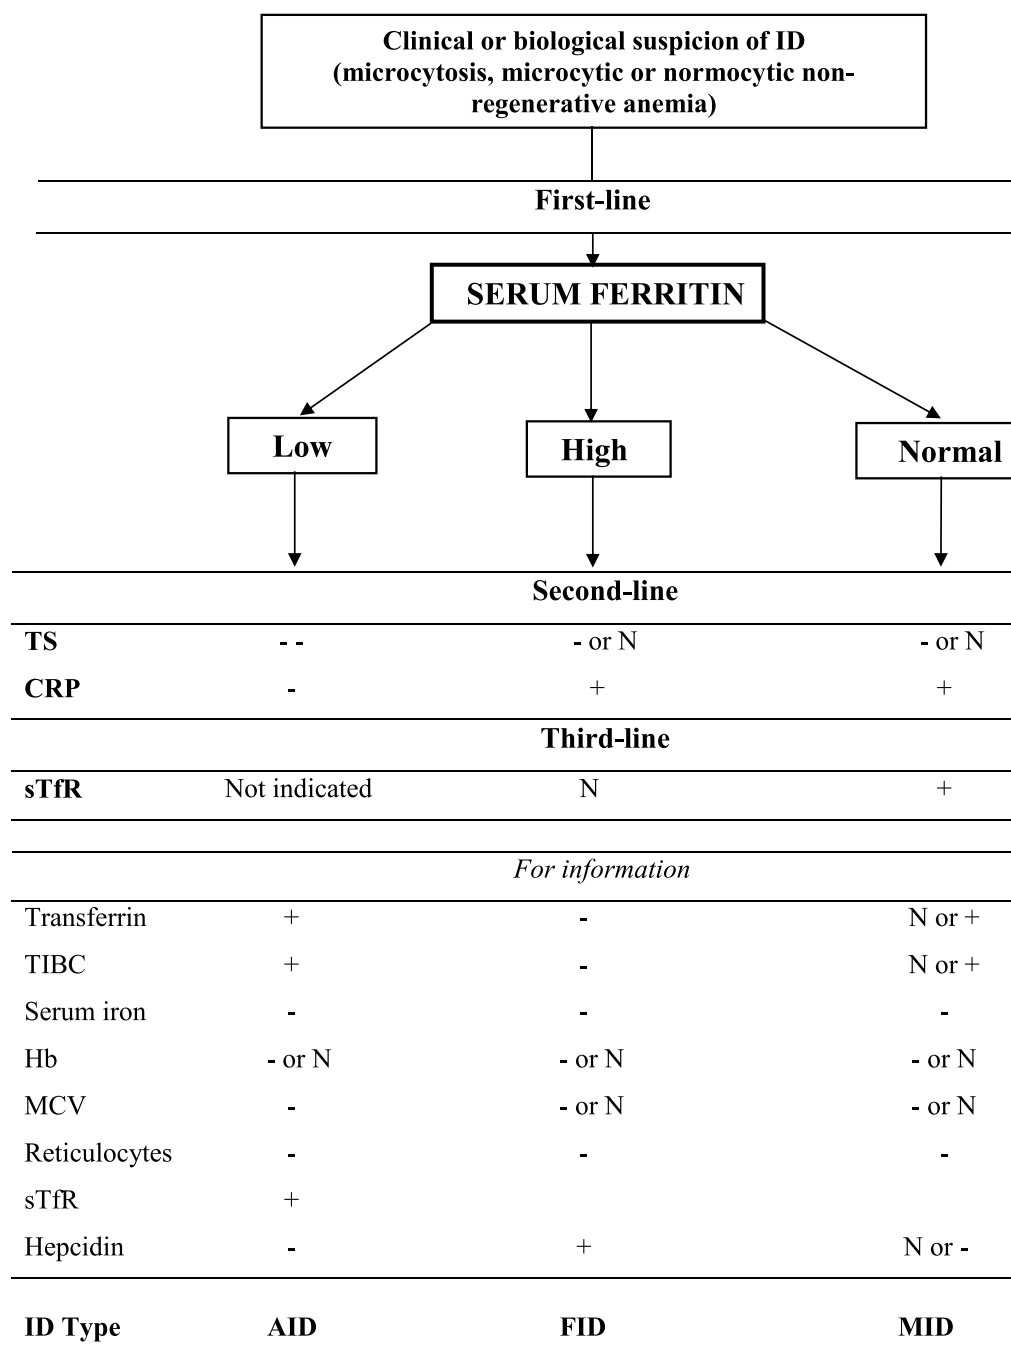 Clinical or biological suspicion of ID
(microcytosis, microcytic or normocytic non-
regenerative anemia)
First-line
SERUM FERRITIN
Low High Normal
Second-line
TS - - - or N - or N
CRP - + +
Third-line
sTfR Not indicated N +
For information
Transferrin + - N or +
TIBC + - N or +
Serum iron - - -
Hb - or N - or N - or N
MCV - - or N - or N
Reticulocytes - - -
sTfR +
Hepcidin - + N or -
ID Type AID FID MID